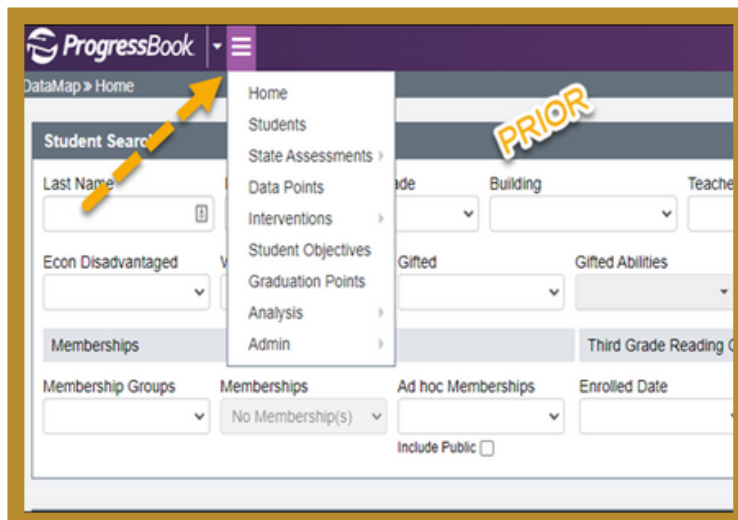 ProgressBook
DataMap » Home
PRIOR
Home
Students
State Assessments
Data Points
Interventions
Student Objectives
Graduation Points
Analysis
Admin
Student Search
Last Name
Building
Econ Disadvantaged
Gifted
Gifted Abilities
Memberships
Third Grade Reading
Membership Groups
Memberships
Ad hoc Memberships
Enrolled Date
No Membership(s)
Include Public